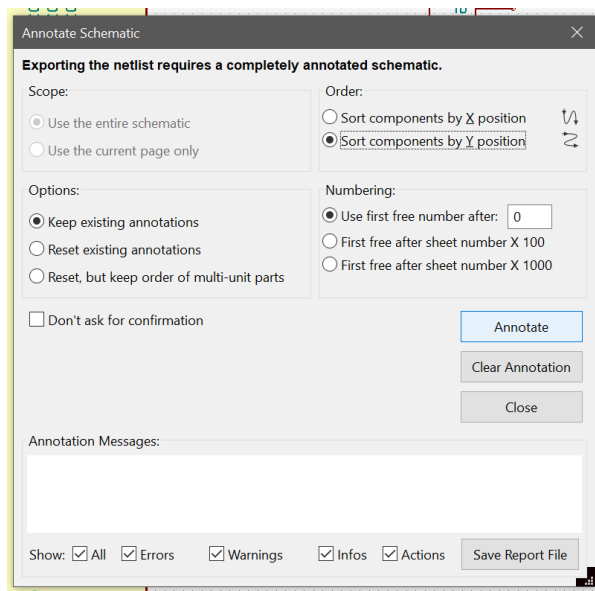 Annotate Schematic
Exporting the netlist requires a completely annotated schematic.
Scope:
Use the entire schematic
Use the current page only
Order:
Sort components by X position
Sort components by Y position
Options:
Keep existing annotations
Reset existing annotations
Reset, but keep order of multi-unit parts
Numbering:
Use first free number after: 0
First free after sheet number X 100
First free after sheet number X 1000
Don't ask for confirmation
Annotate
Clear Annotation
Close
Annotation Messages:
Show: All Errors Warnings Infos Actions Save Report File